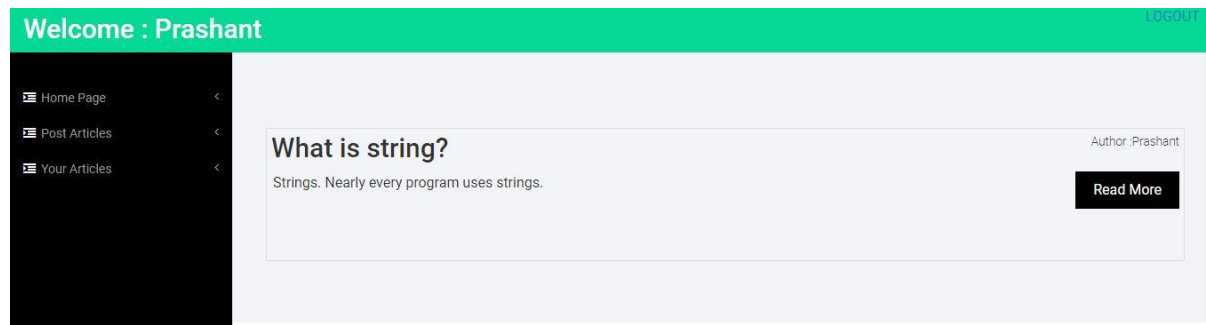 Welcome : Prashant
LOGOUT
Home Page
Post Articles
Your Articles
What is string?
Author :Prashant
Strings. Nearly every program uses strings.
Read More